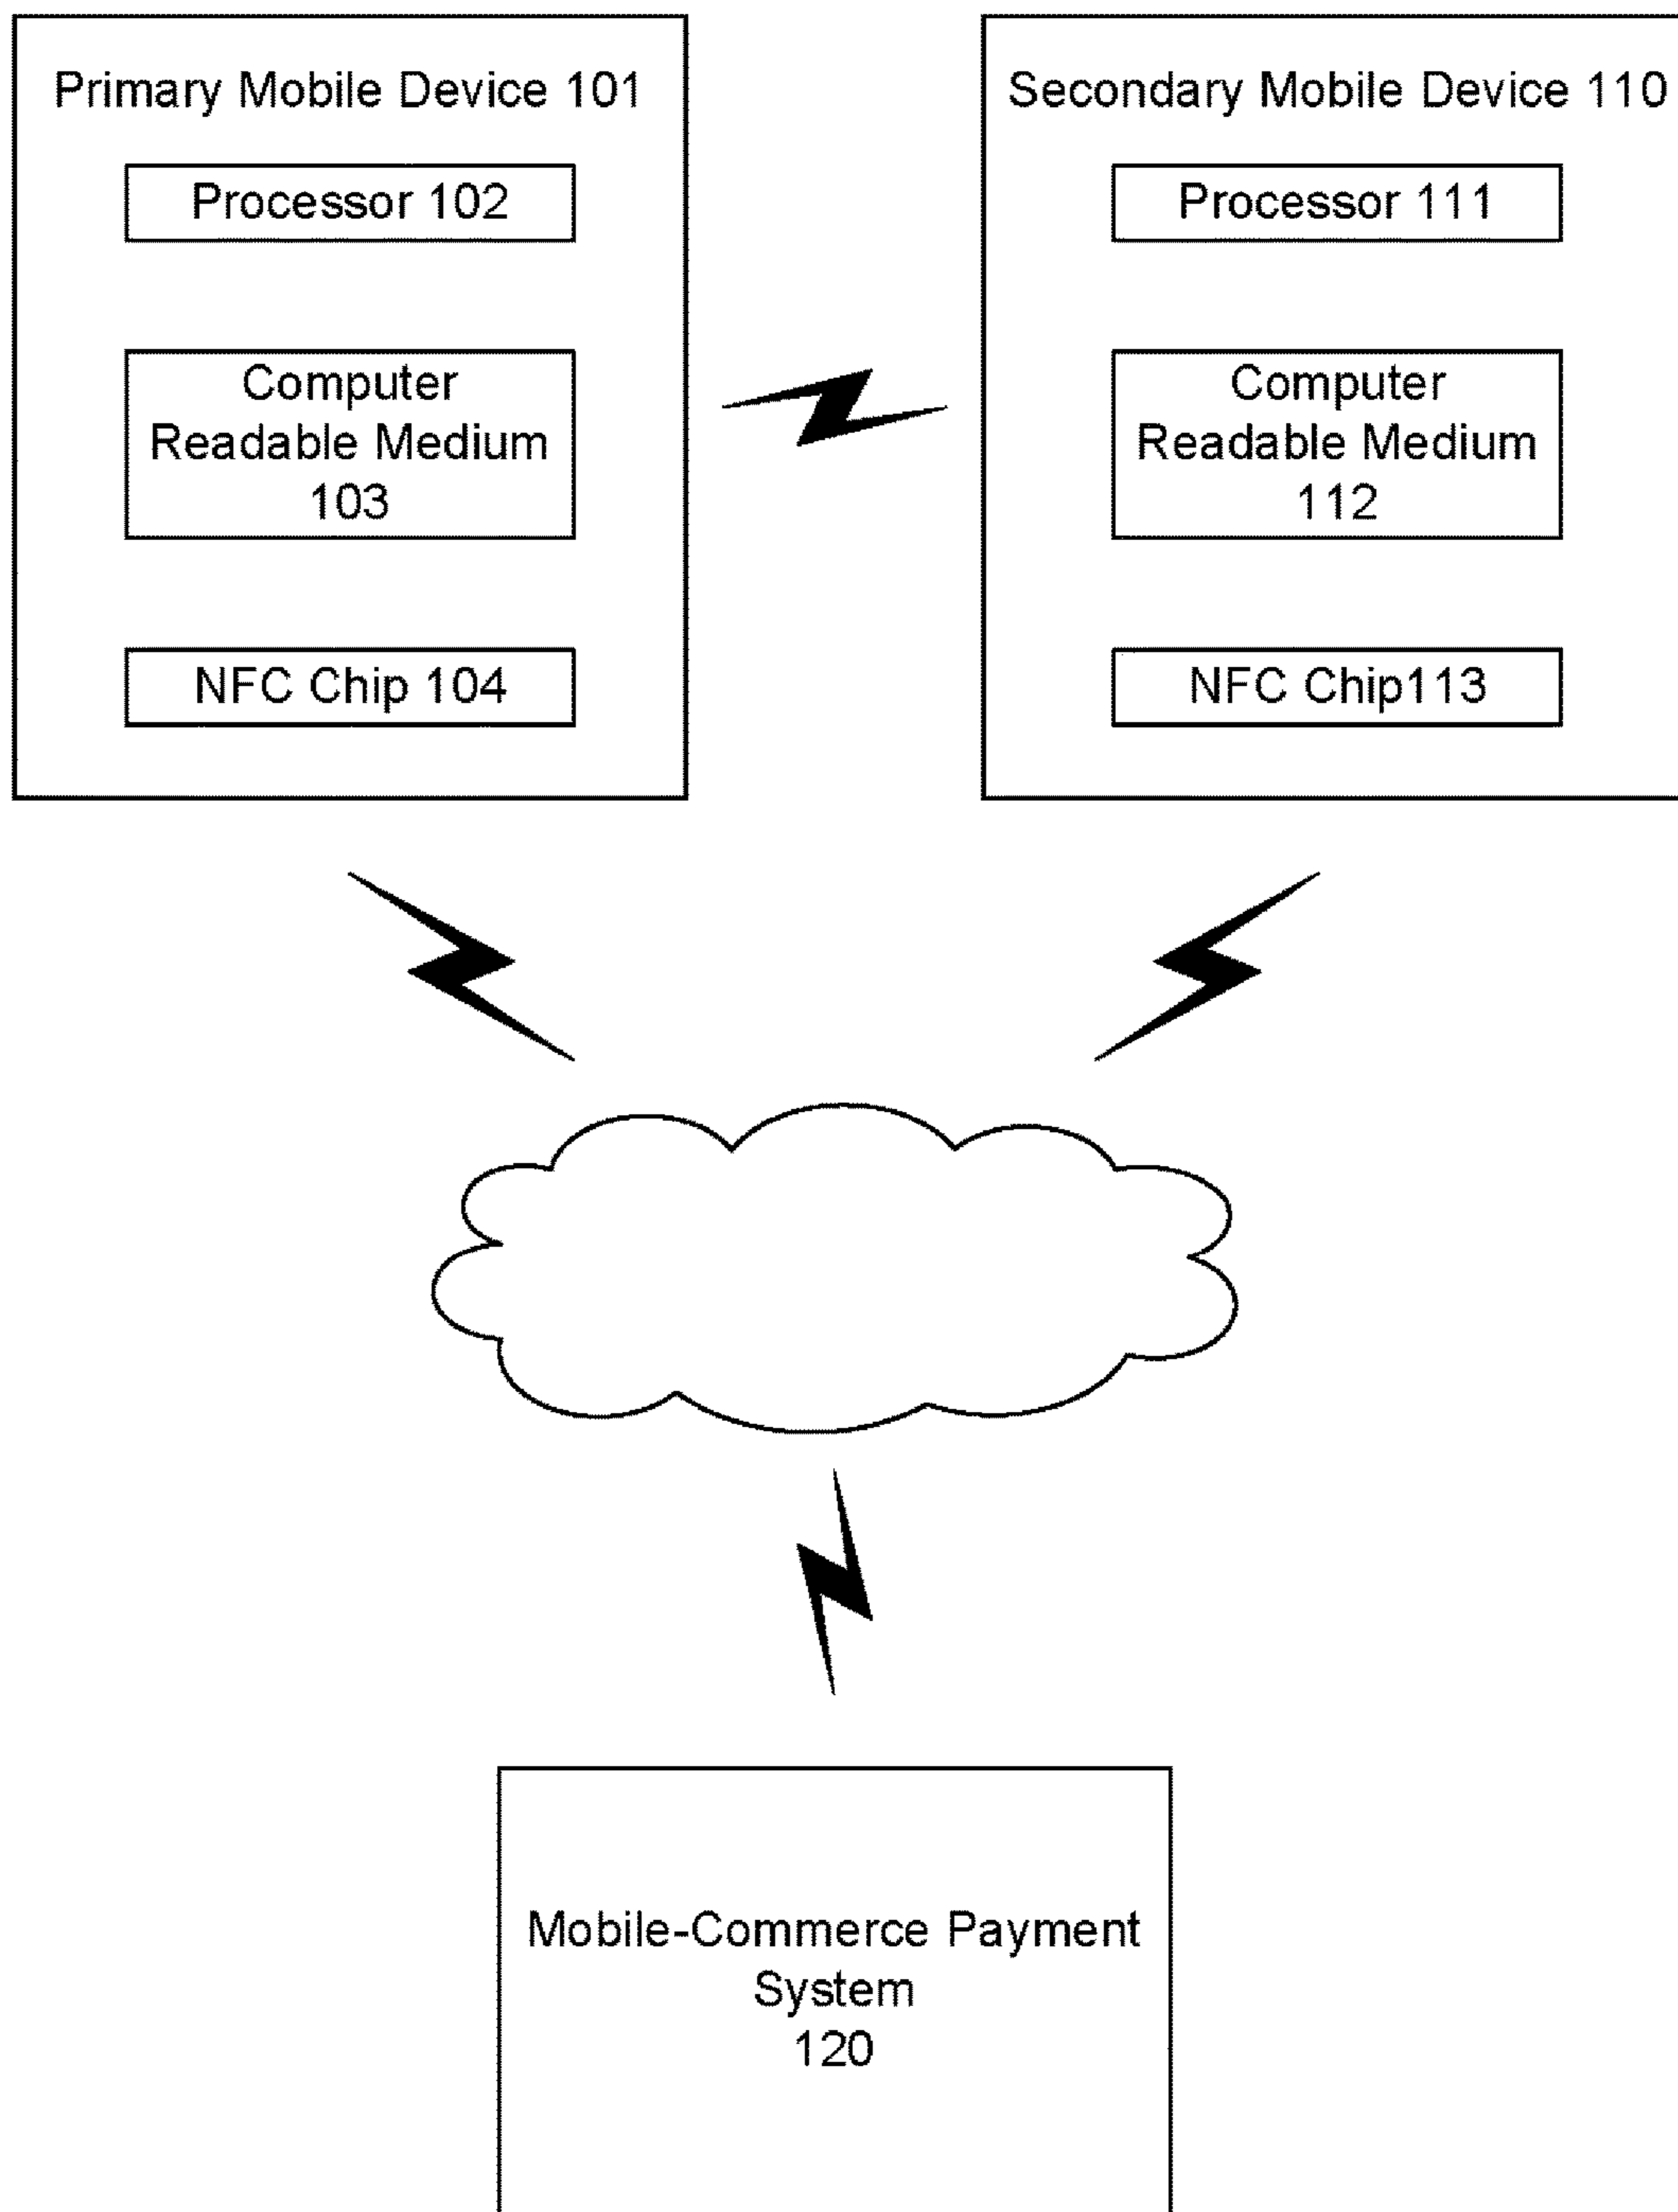 Primary Mobile Device 101
Processor 102
Computer
Readable Medium
103
NFC Chip 104
Secondary Mobile Device 110
Processor 111
Computer
Readable Medium
112
NFC Chip113
Mobile-Commerce Payment
System
120